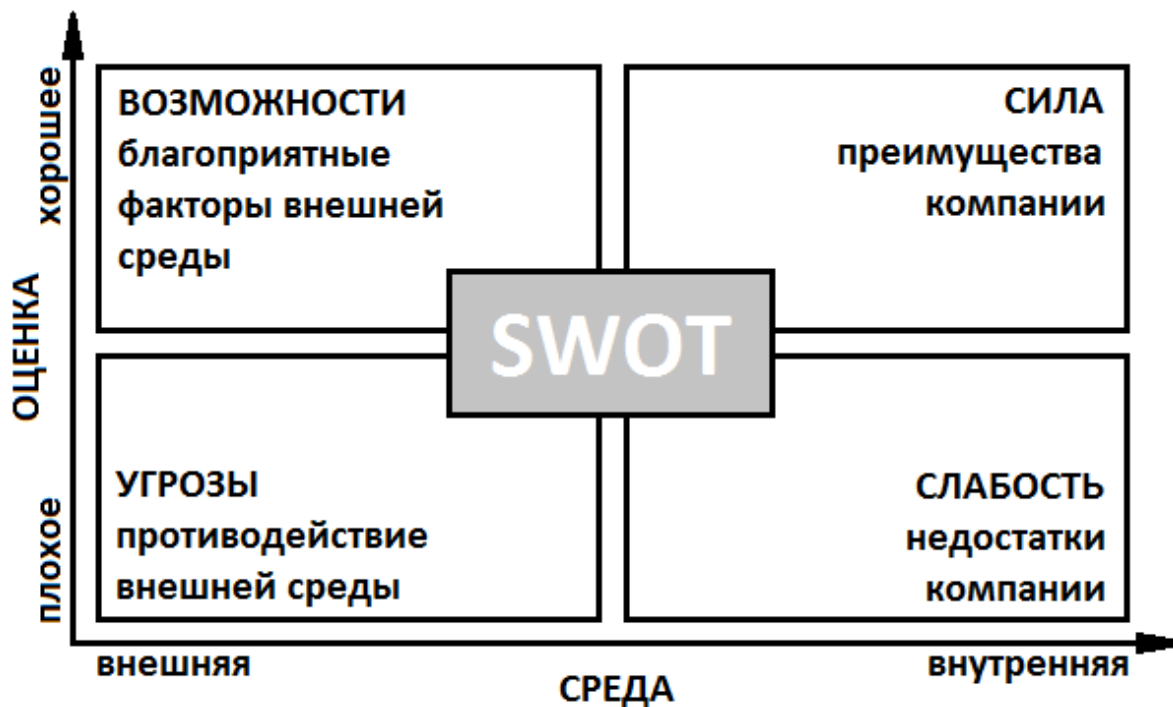 хорошее
ОЦЕНКА
плохое
ВОЗМОЖНОСТИ
благоприятные
факторы внешней
среды
СИЛА
преимущества
компании
SWOT
УГРОЗЫ
противодействие
внешней среды
СЛАБОСТЬ
недостатки
компании
внешняя
СРЕДА
внутренняя